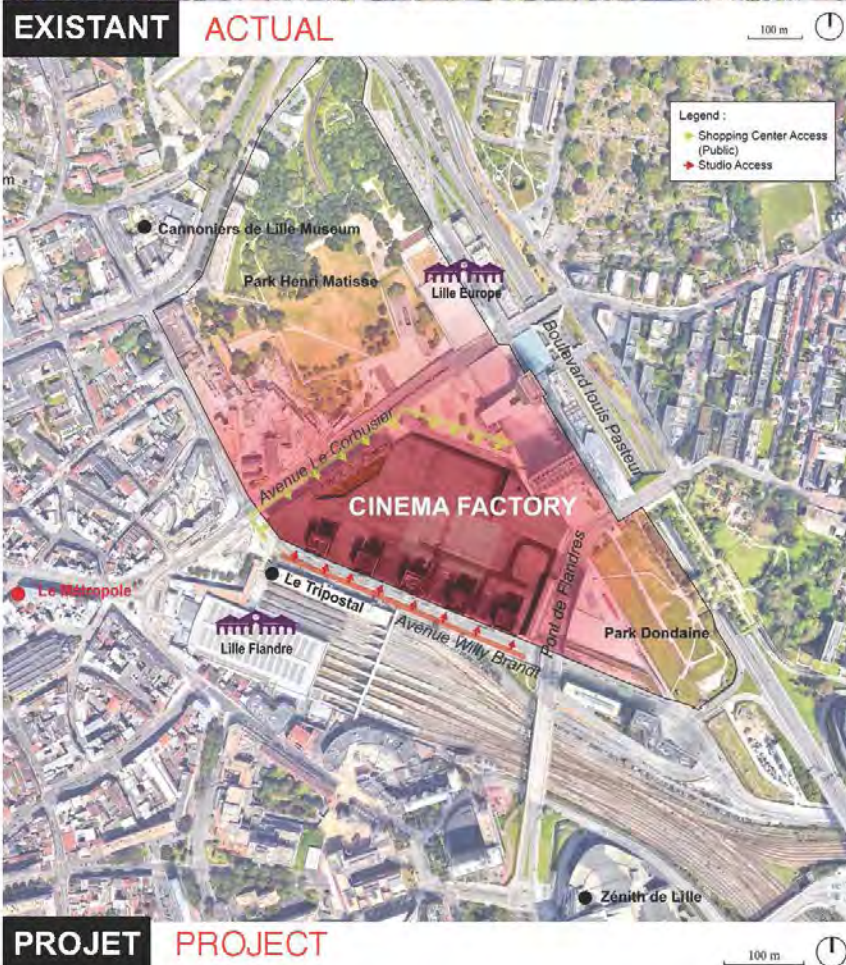 EXISTANT ACTUAL
100 m
Legend :
Shopping Center Access
(Public)
Studio Access
m
Cannoniers de Lille Museum
Park Henri Matisse
Lille Europe
Boulevard louis Pasteur
Avenue Le Corbusier
CINEMA FACTORY
Le Métropole
Le Tripostal
Lille Flandre
Avenue Willy Brandt
Pont de Flandres
Park Dondaine
Zénith de Lille
PROJET PROJECT
100 m